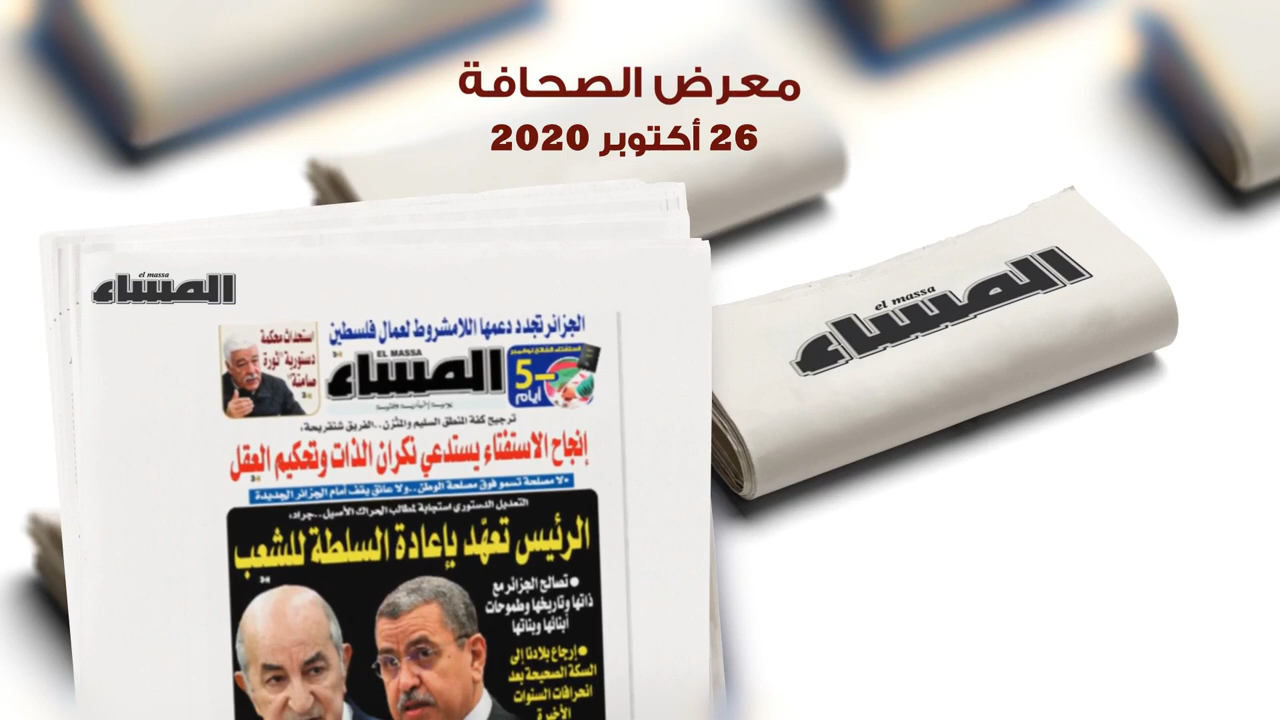 معرض الصحافة
26 أكتوبر 2020
el massa
المساء
el massa
المساء
الجزائر تجدد دعمها اللامشروط لعمال فلسطين
استحداث محكمة
دستورية "ثورة
صامتة"
EL MASSA
المساء
يومية إخبارية وطنية
5-
أيام
ترجيح كفة المنطق السليم والمتزن..الفريق شنقريحة،
إنجاح الاستفتاء يستدعي نكران الذات وتحكيم العقل
•لا مصلحة تسمو فوق مصلحة الوطن ..ولا عائق يقف أمام الجزائر الجديدة
التعديل الدستوري استجابة لمطالب الحراك الأصيل..جراد،
الرئيس تعهّد بإعادة السلطة للشعب
● تصالح الجزائر مع
ذاتها وتاريخها وطموحات
أبنائها وبناتها
● إرجاع بلادنا إلى
السكة الصحيحة بعد
انحرافات السنوات
الأخيرة